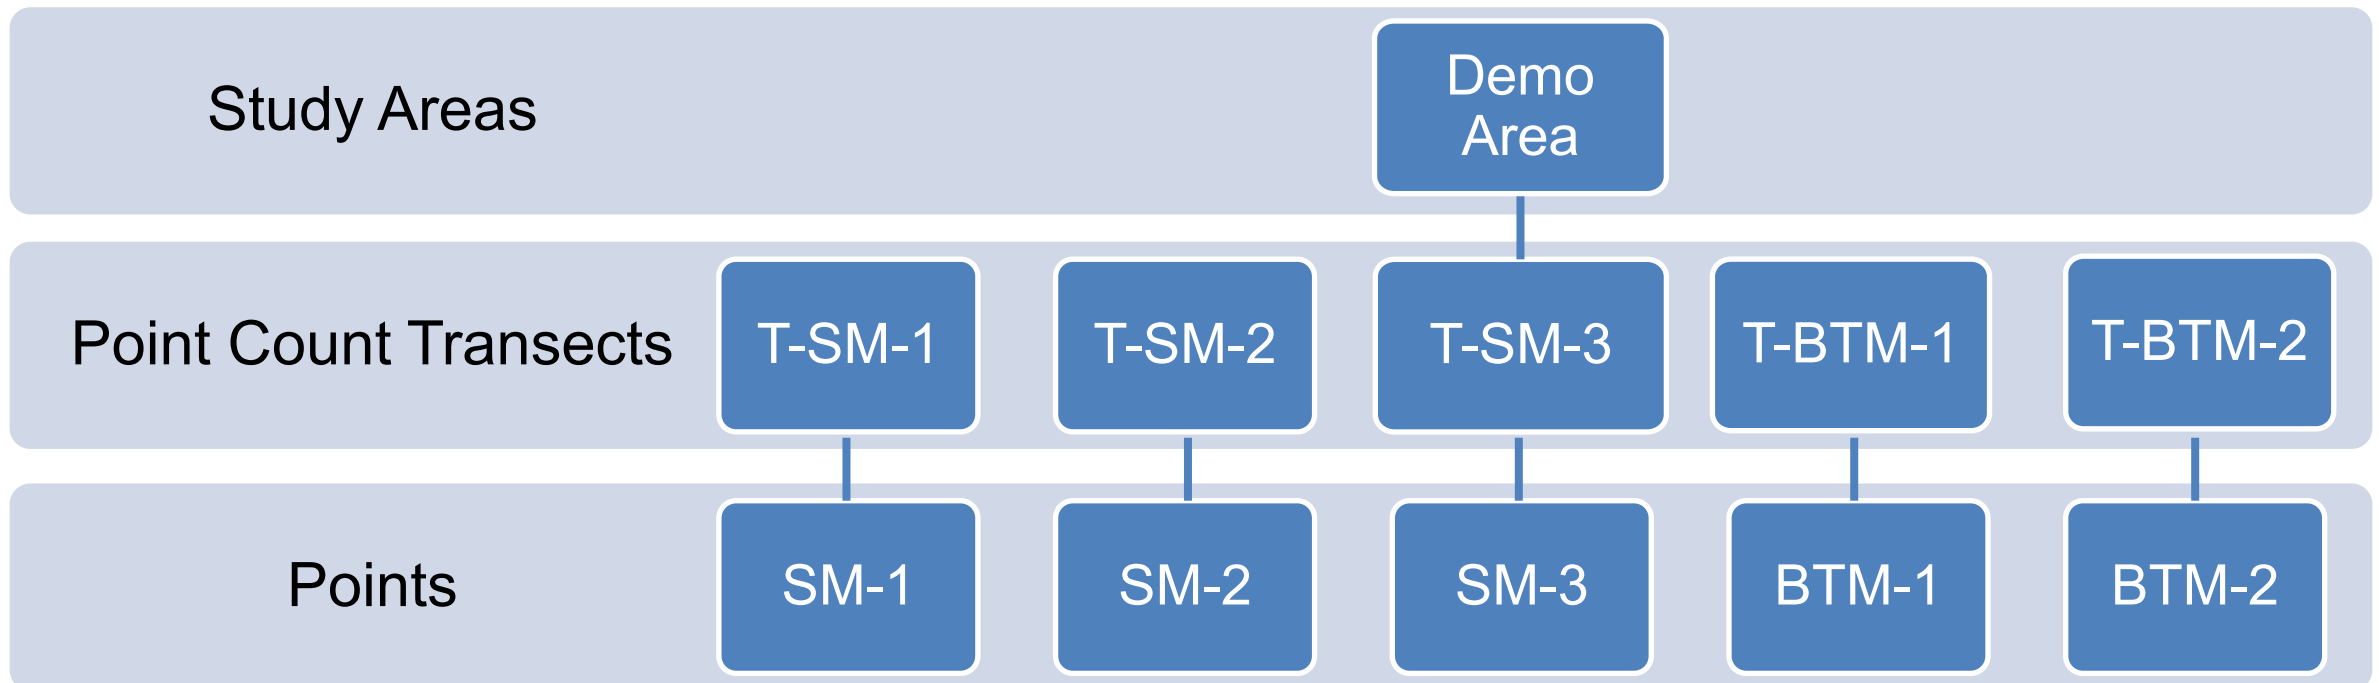 Study Areas
Demo
Area
Point Count Transects
T-SM-1
T-SM-2
T-SM-3
T-BTM-1
T-BTM-2
Points
SM-1
SM-2
SM-3
BTM-1
BTM-2